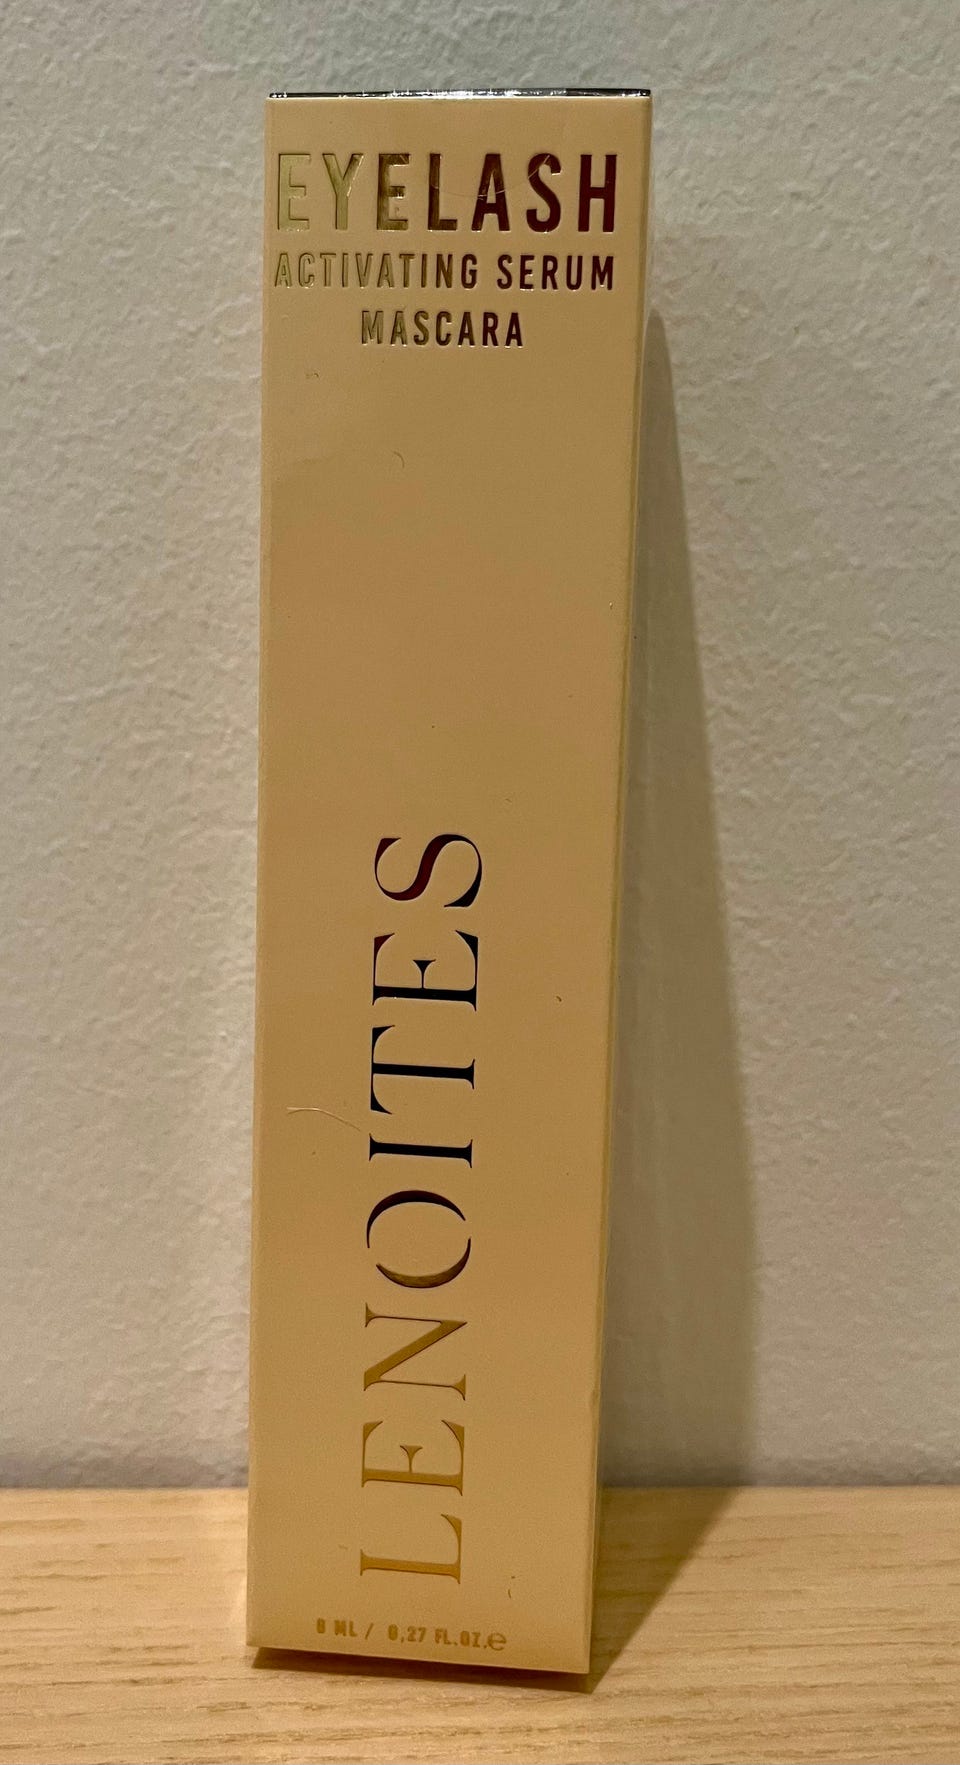 EYELASH
ACTIVATING SERUM
MASCARA
LENOITES
8 ML / 0,27 FL.OZ.℮